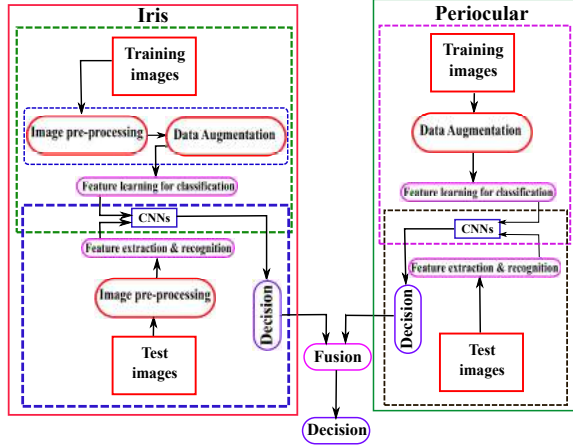 Iris
Training
images
Image pre-processing
Data Augmentation
Feature learning for classification
CNNs
Feature extraction & recognition
Image pre-processing
Test
images
Decision
Periocular
Training
images
Data Augmentation
Feature learning for classification
CNNs
Feature extraction & recognition
Decision
Test
images
Fusion
Decision